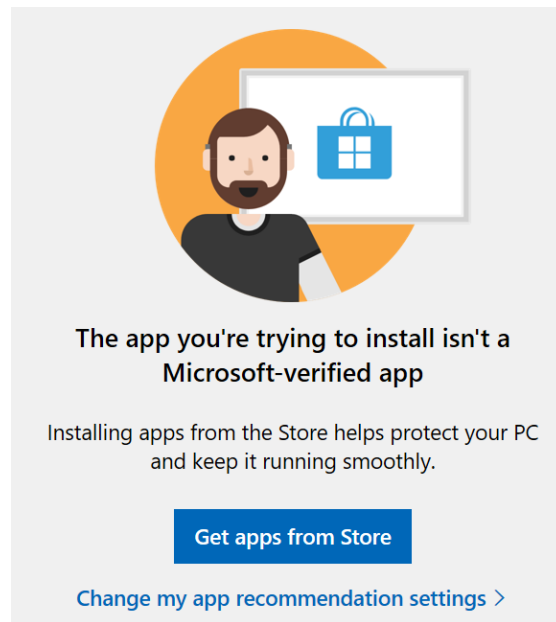 The app you're trying to install isn't a
Microsoft-verified app
Installing apps from the Store helps protect your PC
and keep it running smoothly.
Get apps from Store
Change my app recommendation settings >